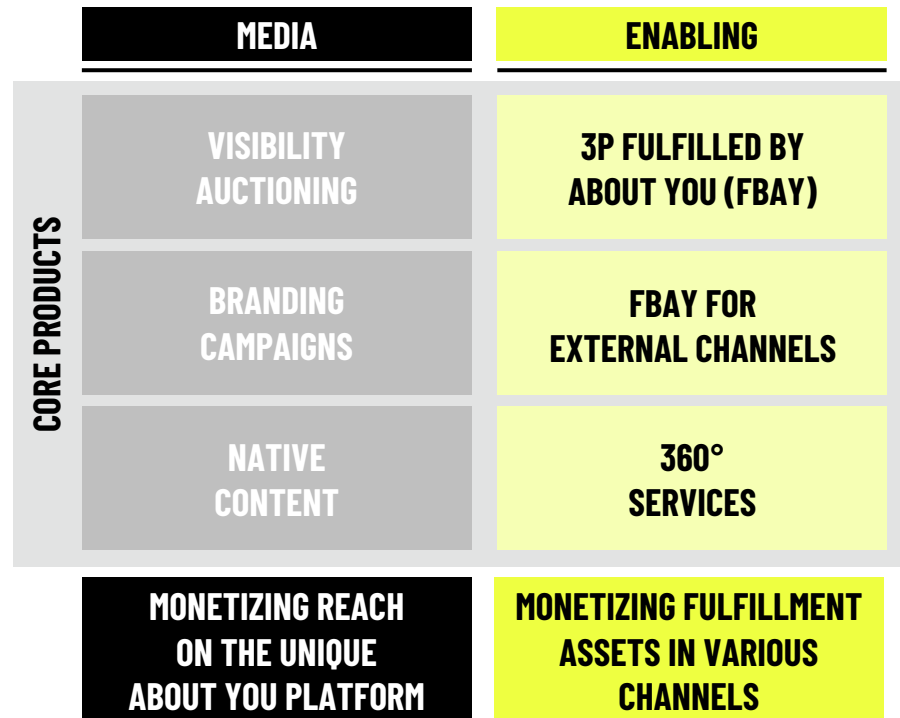 MEDIA
ENABLING
CORE PRODUCTS
VISIBILITY
AUCTIONING
3P FULFILLED BY
ABOUT YOU (FBAY)
BRANDING
CAMPAIGNS
FBAY FOR
EXTERNAL CHANNELS
NATIVE
CONTENT
360°
SERVICES
MONETIZING REACH
ON THE UNIQUE
ABOUT YOU PLATFORM
MONETIZING FULFILLMENT
ASSETS IN VARIOUS
CHANNELS